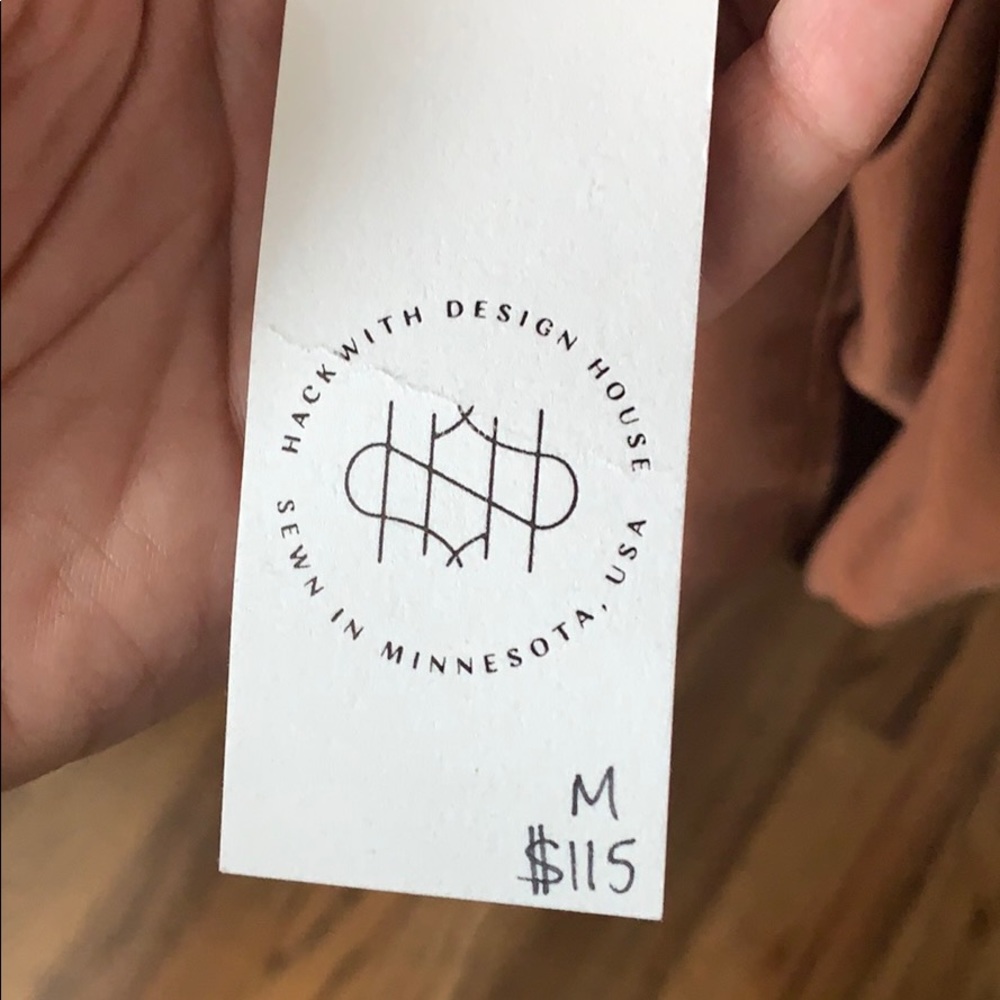 HACKWITH DESIGN HOUSE
SEWN IN MINNESOTA, USA
M
$115